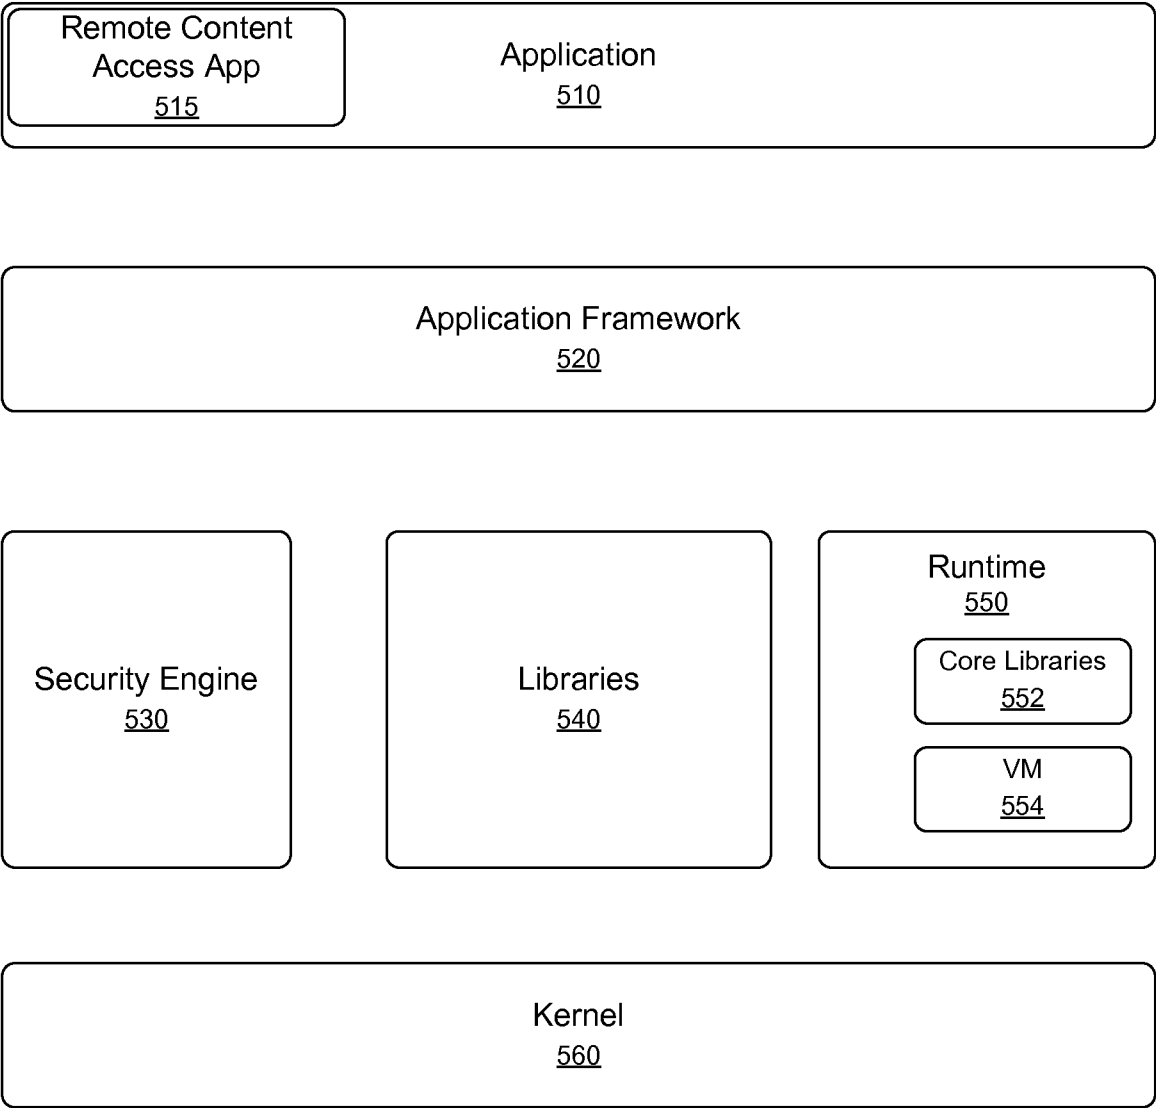 Remote Content
Access App
515
Application
510
Application Framework
520
Security Engine
530
Libraries
540
Runtime
550
Core Libraries
552
VM
554
Kernel
560